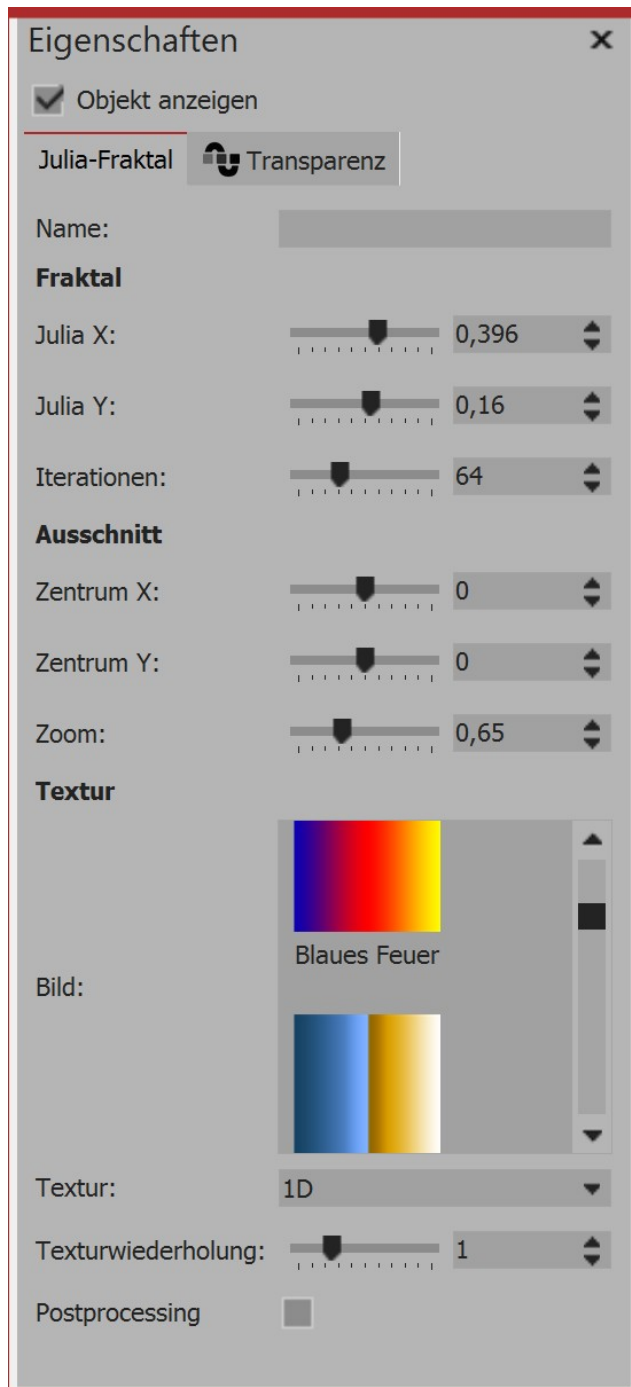 Eigenschaften
Objekt anzeigen
Julia-Fraktal Transparenz
Name:
Fraktal
Julia X: 0,396
Julia Y: 0,16
Iterationen: 64
Ausschnitt
Zentrum X: 0
Zentrum Y: 0
Zoom: 0,65
Textur
Blaues Feuer
Bild:
Textur: 1D
Texturwiederholung: 1
Postprocessing